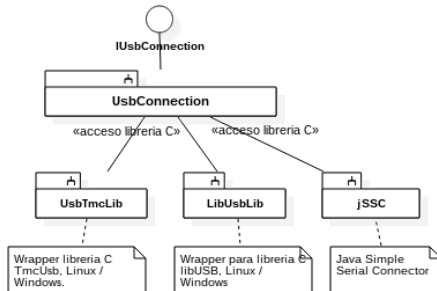 IUsbConnection
UsbConnection
«acceso libreria C»
«acceso libreria C»
UsbTmcLib
LibUsbLib
jSSC
Wrapper libreria C
TmcUsb, Linux /
Windows.
Wrapper para libreria C
libUSB, Linux /
Windows
Java Simple
Serial Connector